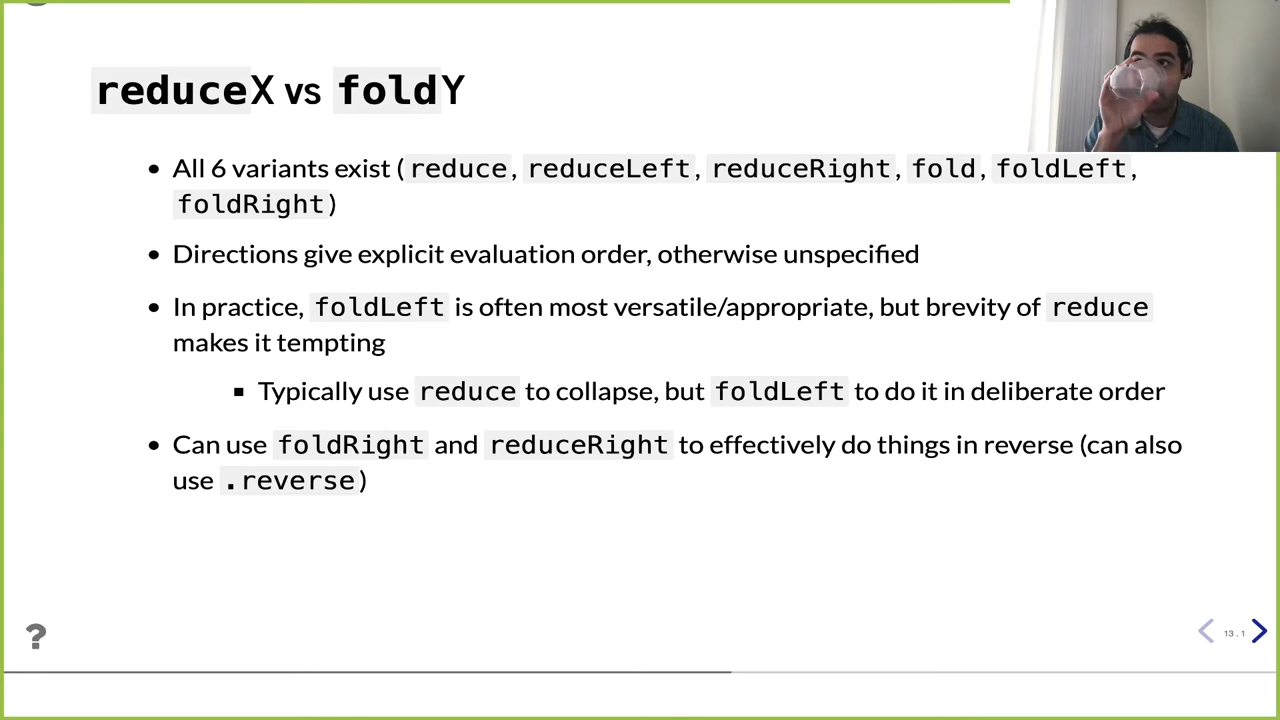 reduceX vs foldY
• All 6 variants exist (reduce, reduceLeft, reduceRight, fold, foldLeft,
foldRight)
• Directions give explicit evaluation order, otherwise unspecified
• In practice, foldLeft is often most versatile/appropriate, but brevity of reduce
makes it tempting
▪ Typically use reduce to collapse, but foldLeft to do it in deliberate order
• Can use foldRight and reduceRight to effectively do things in reverse (can also
use .reverse)
?
13 . 1